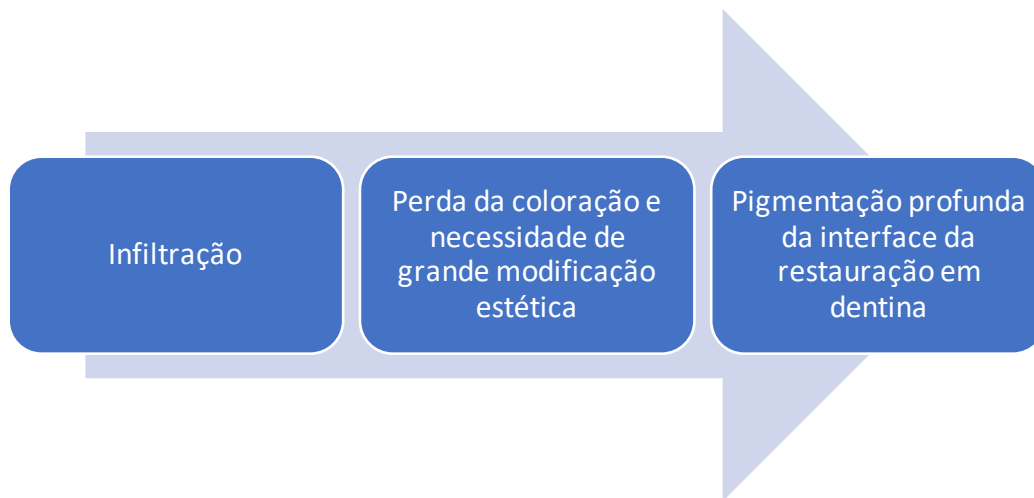 Infiltração
Perda da coloração e
necessidade de
grande modificação
estética
Pigmentação profunda
da interface da
restauração em
dentina